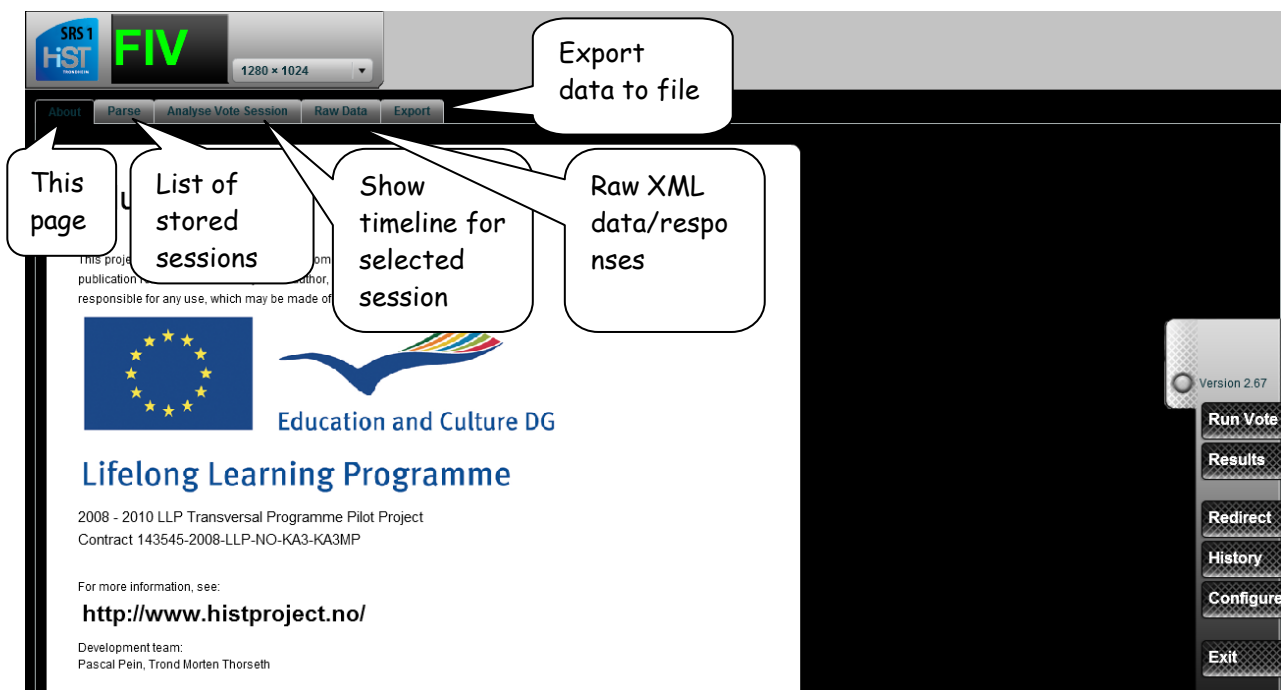 SRS 1
HiST
TRONDHEIM
FIV
1280 × 1024
Export
data to file
About
Parse
Analyse Vote Session
Raw Data
Export
This
page
List of
stored
sessions
Show
timeline for
selected
session
Raw XML
data/respo
nses
This proje
publication
responsible for any use, which may be made of
Education and Culture DG
Lifelong Learning Programme
2008 - 2010 LLP Transversal Programme Pilot Project
Contract 143545-2008-LLP-NO-KA3-KA3MP
For more information, see:
http://www.histproject.no/
Development team:
Pascal Pein, Trond Morten Thorseth
Version 2.67
Run Vote
Results
Redirect
History
Configure
Exit